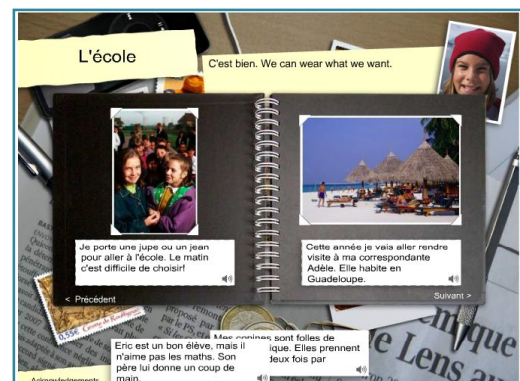 L'école
C'est bien. We can wear what we want.
Je porte une jupe ou un jean
pour aller à l'école. Le matin
c'est difficile de choisir!
Cette année je vais aller rendre
visite à ma correspondante
Adèle. Elle habite en
Guadeloupe.
< Précédent
Suivant >
0,55€
Eric est un bon élève, mais il
n'aime pas les maths. Son
père lui donne un coup de
main.
Mes copines sont folles de
ique. Elles prennent
deux fois par
Acknowledgements
nique
Lens au